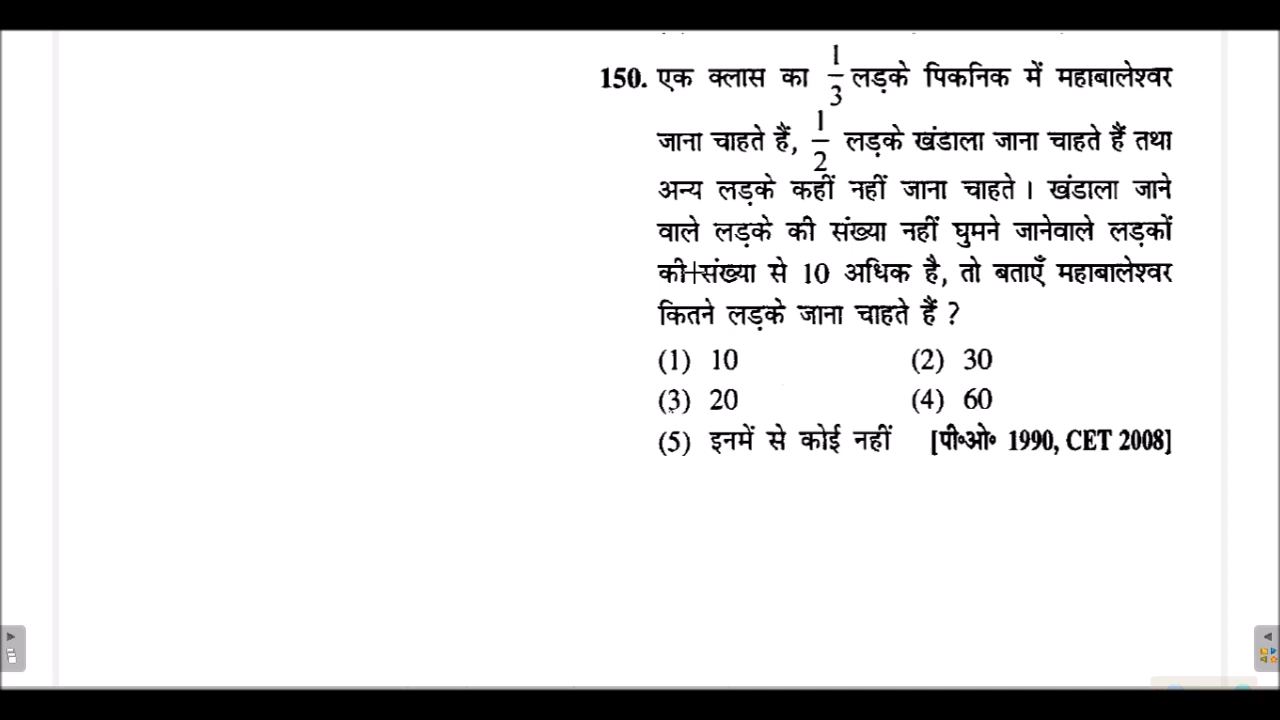 150. एक क्लास का 1/3 लड़के पिकनिक में महाबालेश्वर
जाना चाहते हैं, 1/2 लड़के खंडाला जाना चाहते हैं तथा
अन्य लड़के कहीं नहीं जाना चाहते। खंडाला जाने
वाले लड़के की संख्या नहीं घुमने जानेवाले लड़कों
की संख्या से 10 अधिक है, तो बताएँ महाबालेश्वर
कितने लड़के जाना चाहते हैं ?
(1) 10 (2) 30
(3) 20 (4) 60
(5) इनमें से कोई नहीं [पी॰ओ॰ 1990, CET 2008]